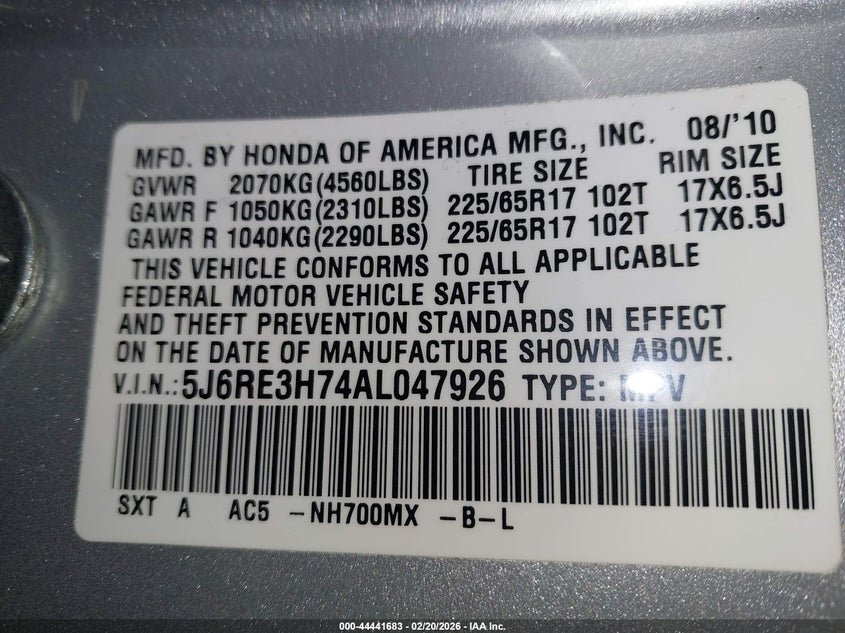 MFD. BY HONDA OF AMERICA MFG., INC. 08/'10
GVWR 2070KG(4560LBS) TIRE SIZE RIM SIZE
GAWR F 1050KG(2310LBS) 225/65R17 102T 17X6.5J
GAWR R 1040KG(2290LBS) 225/65R17 102T 17X6.5J
THIS VEHICLE CONFORMS TO ALL APPLICABLE
FEDERAL MOTOR VEHICLE SAFETY
AND THEFT PREVENTION STANDARDS IN EFFECT
ON THE DATE OF MANUFACTURE SHOWN ABOVE.
V.I.N.:5J6RE3H74AL047926 TYPE: MPV
SXT A AC5 -NH700MX -B-L
000-44441683 - 02/20/2026 - IAA Inc.